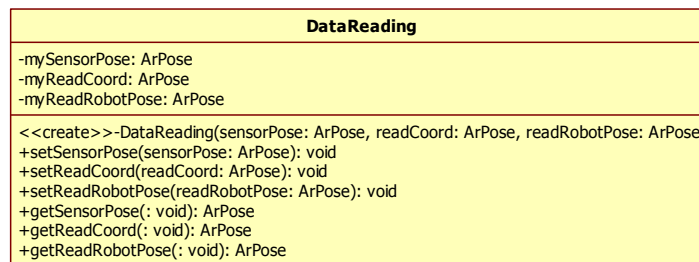 DataReading
-mySensorPose: ArPose
-myReadCoord: ArPose
-myReadRobotPose: ArPose
<<create>>-DataReading(sensorPose: ArPose, readCoord: ArPose, readRobotPose: ArPose
+setSensorPose(sensorPose: ArPose): void
+setReadCoord(readCoord: ArPose): void
+setReadRobotPose(readRobotPose: ArPose): void
+getSensorPose(: void): ArPose
+getReadCoord(: void): ArPose
+getReadRobotPose(: void): ArPose